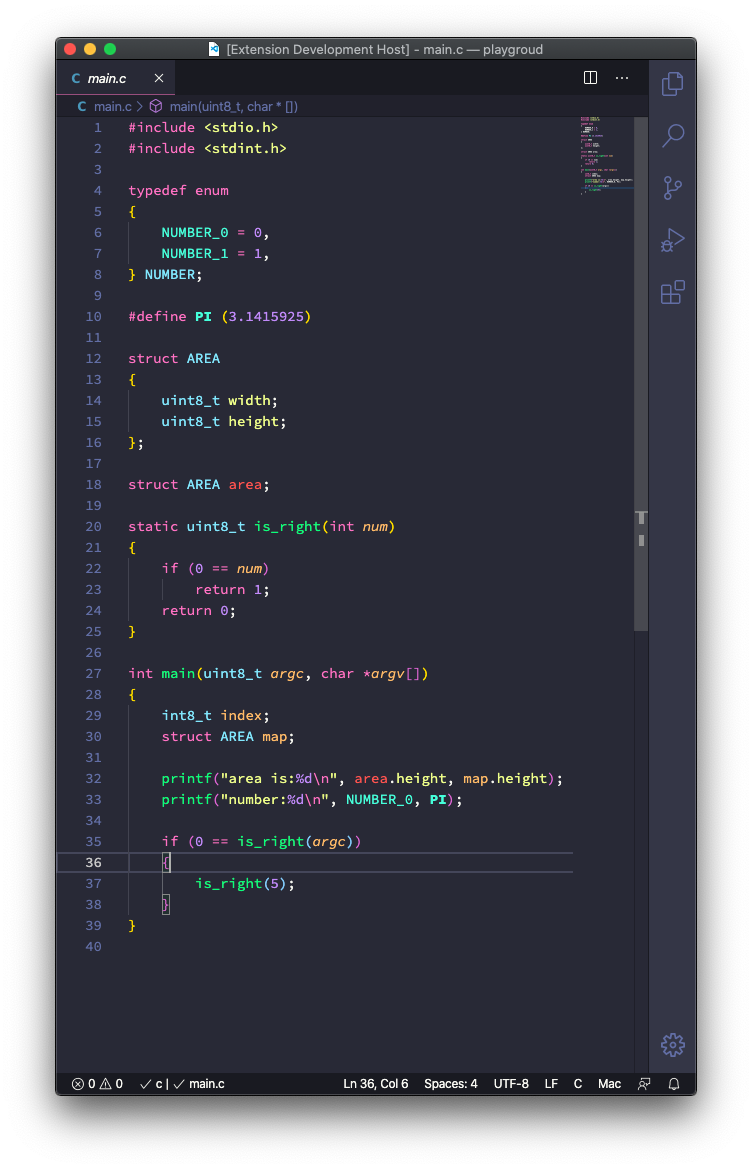 [Extension Development Host] - main.c — playgroud
C main.c
C main.c > main(uint8_t, char * [])
1 #include <stdio.h>
2 #include <stdint.h>
3
4 typedef enum
5 {
6 NUMBER_0 = 0,
7 NUMBER_1 = 1,
8 } NUMBER;
9
10 #define PI (3.1415925)
11
12 struct AREA
13 {
14 uint8_t width;
15 uint8_t height;
16 };
17
18 struct AREA area;
19
20 static uint8_t is_right(int num)
21 {
22 if (0 == num)
23 return 1;
24 return 0;
25 }
26
27 int main(uint8_t argc, char *argv[])
28 {
29 int8_t index;
30 struct AREA map;
31
32 printf("area is:%d\n", area.height, map.height);
33 printf("number:%d\n", NUMBER_0, PI);
34
35 if (0 == is_right(argc))
36 {
37 is_right(5);
38 }
39 }
40
0 0 c | main.c Ln 36, Col 6 Spaces: 4 UTF-8 LF C Mac